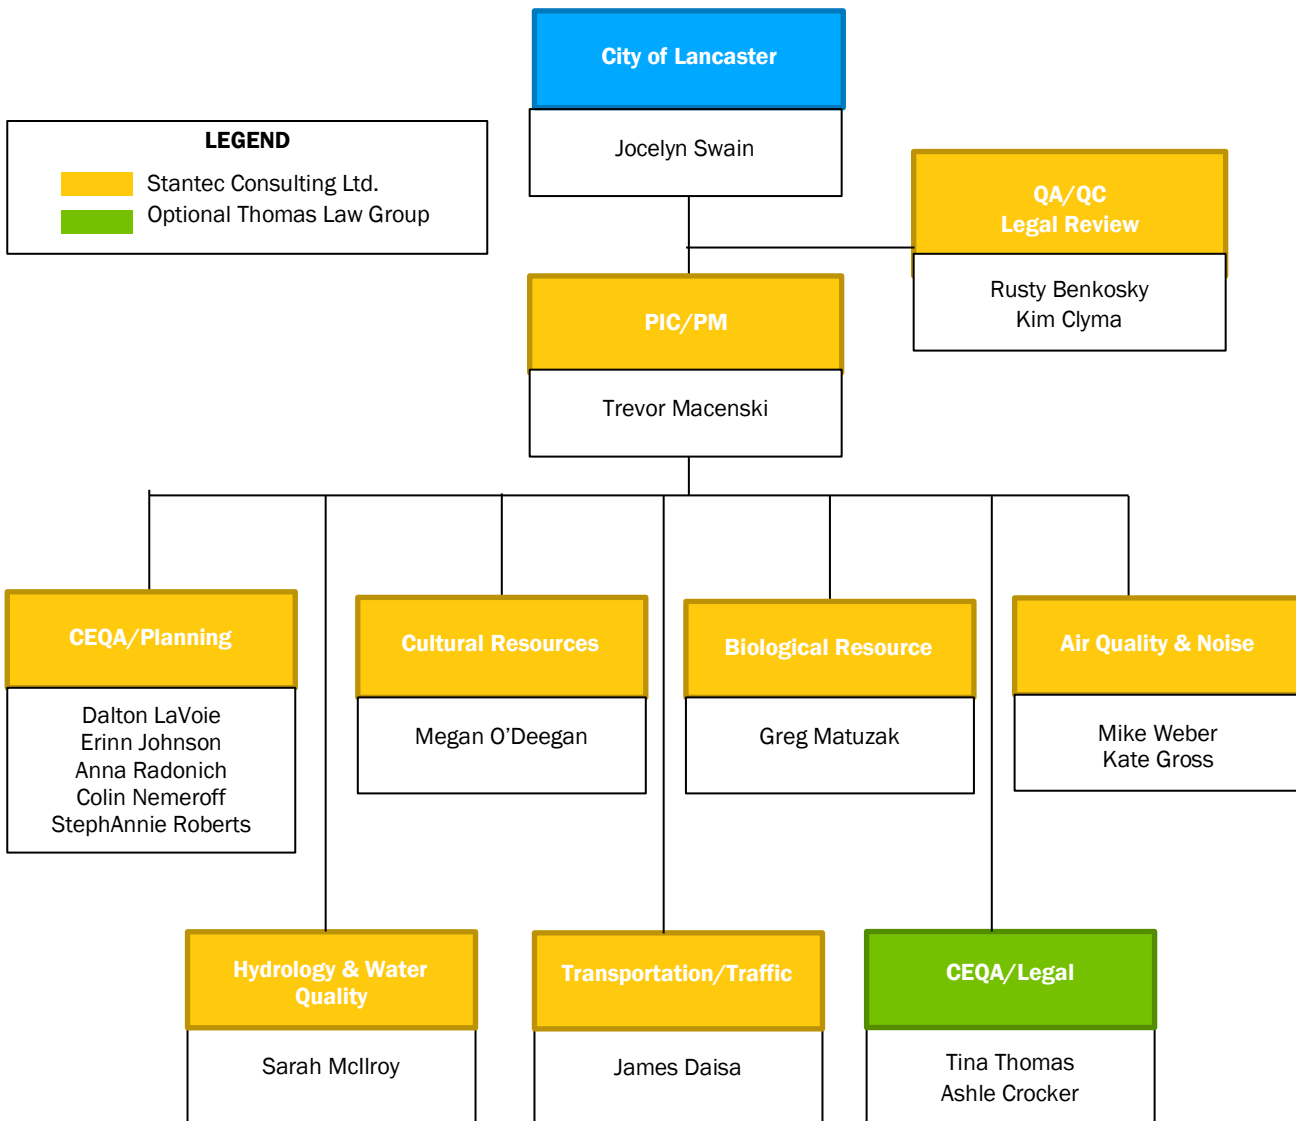 City of Lancaster
Jocelyn Swain
LEGEND
Stantec Consulting Ltd.
Optional Thomas Law Group
QA/QC
Legal Review
Rusty Benkosky
Kim Clyma
PIC/PM
Trevor Macenski
CEQA/Planning
Dalton LaVoie
Erinn Johnson
Anna Radonich
Colin Nemeroff
StephAnnie Roberts
Cultural Resources
Megan O’Deegan
Biological Resource
Greg Matuzak
Air Quality & Noise
Mike Weber
Kate Gross
Hydrology & Water
Quality
Sarah McIlroy
Transportation/Traffic
James Daisa
CEQA/Legal
Tina Thomas
Ashle Crocker